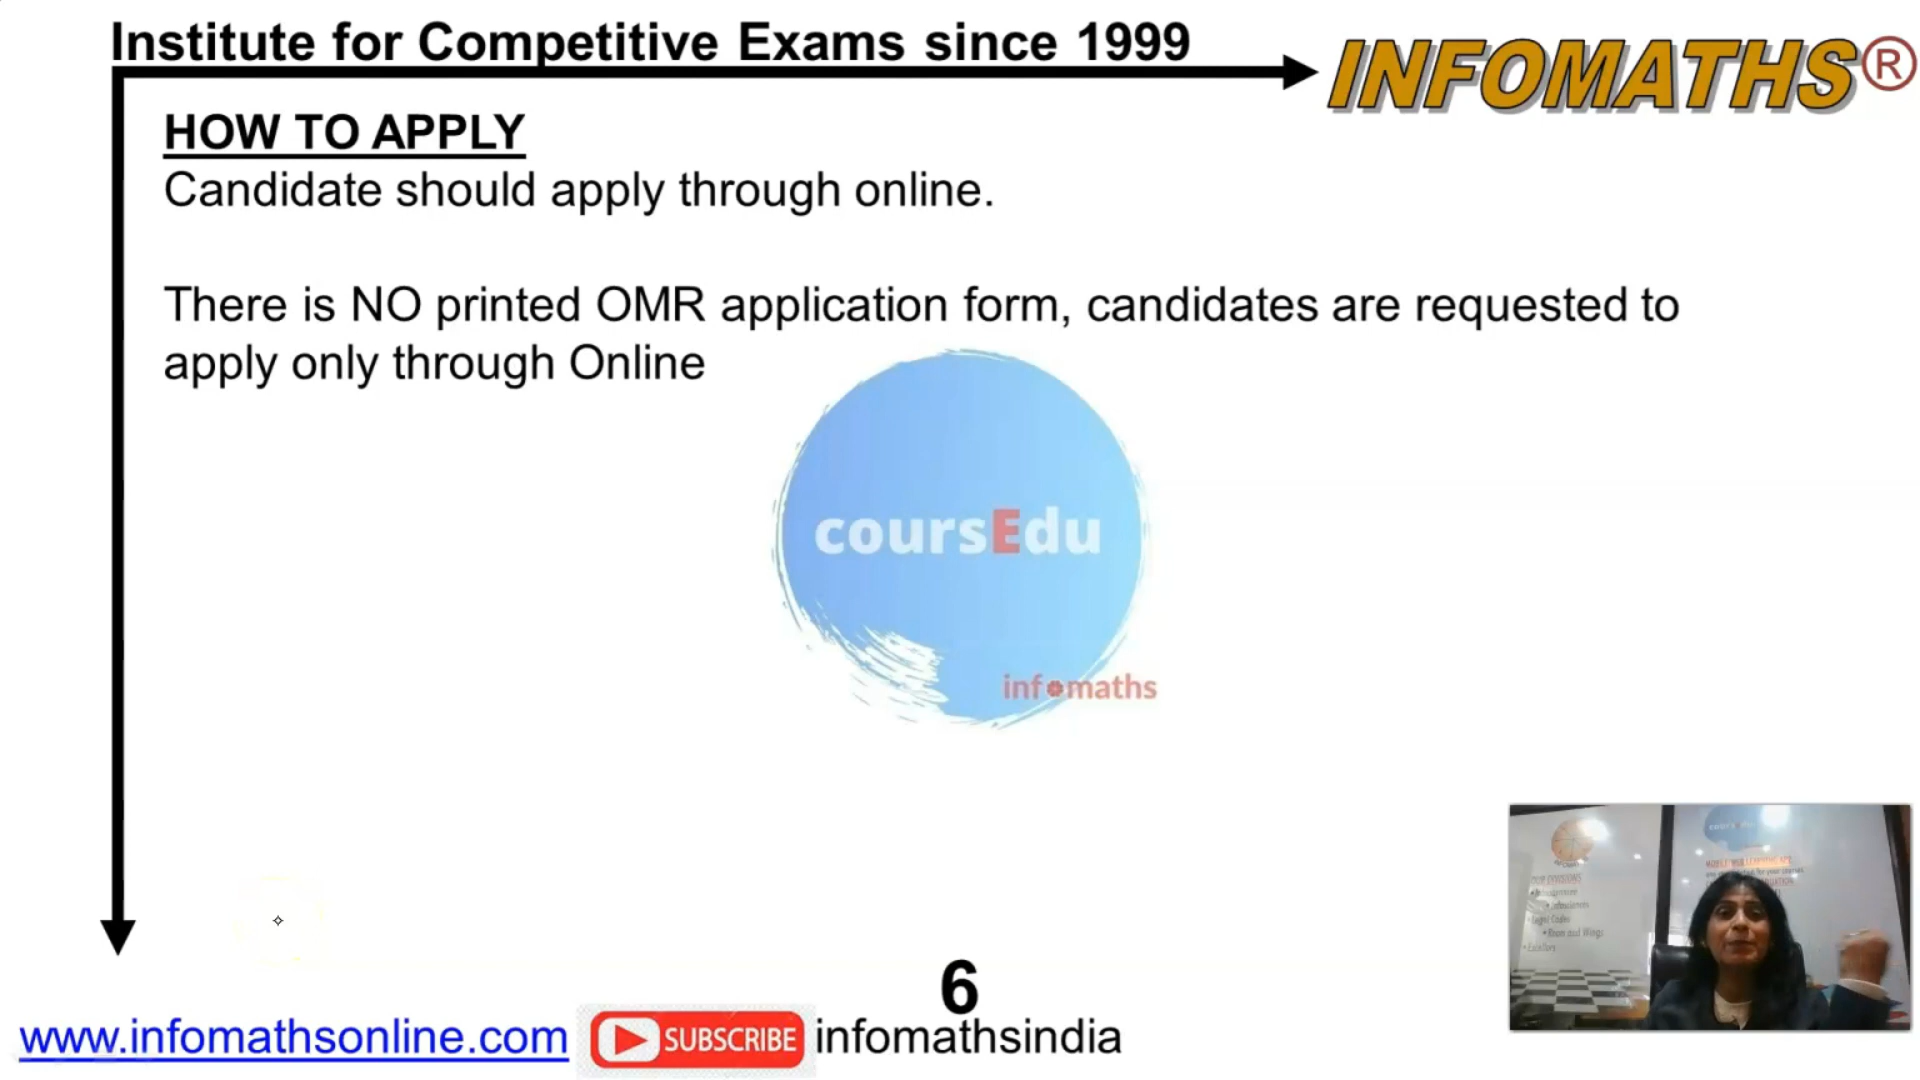 Institute for Competitive Exams since 1999
INFOMATHS®
HOW TO APPLY
Candidate should apply through online.
There is NO printed OMR application form, candidates are requested to
apply only through Online
coursEdu
infomaths
6
www.infomathsonline.com
SUBSCRIBE
infomathsindia